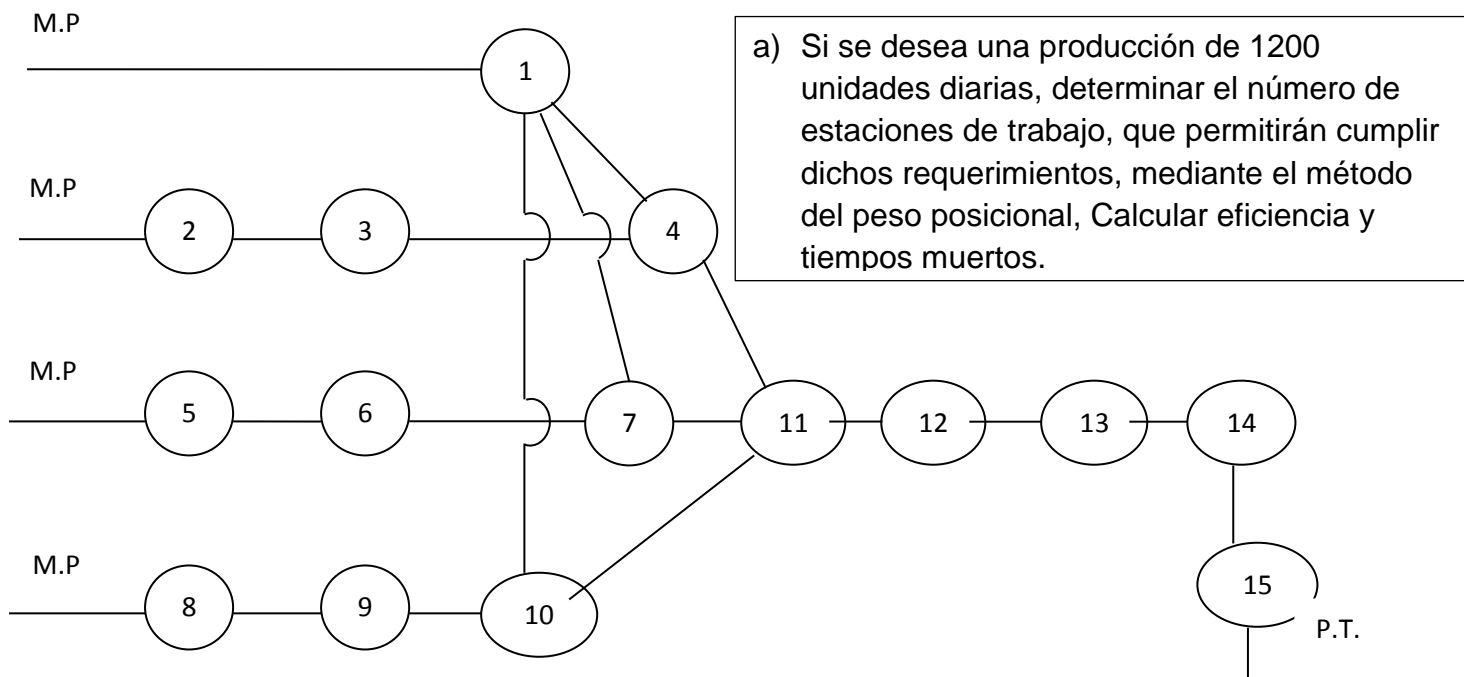 M.P
1
a) Si se desea una producción de 1200
unidades diarias, determinar el número de
estaciones de trabajo, que permitirán cumplir
dichos requerimientos, mediante el método
del peso posicional, Calcular eficiencia y
tiempos muertos.
M.P
2
3
4
M.P
5
6
7
11
12
13
14
M.P
8
9
10
15
P.T.